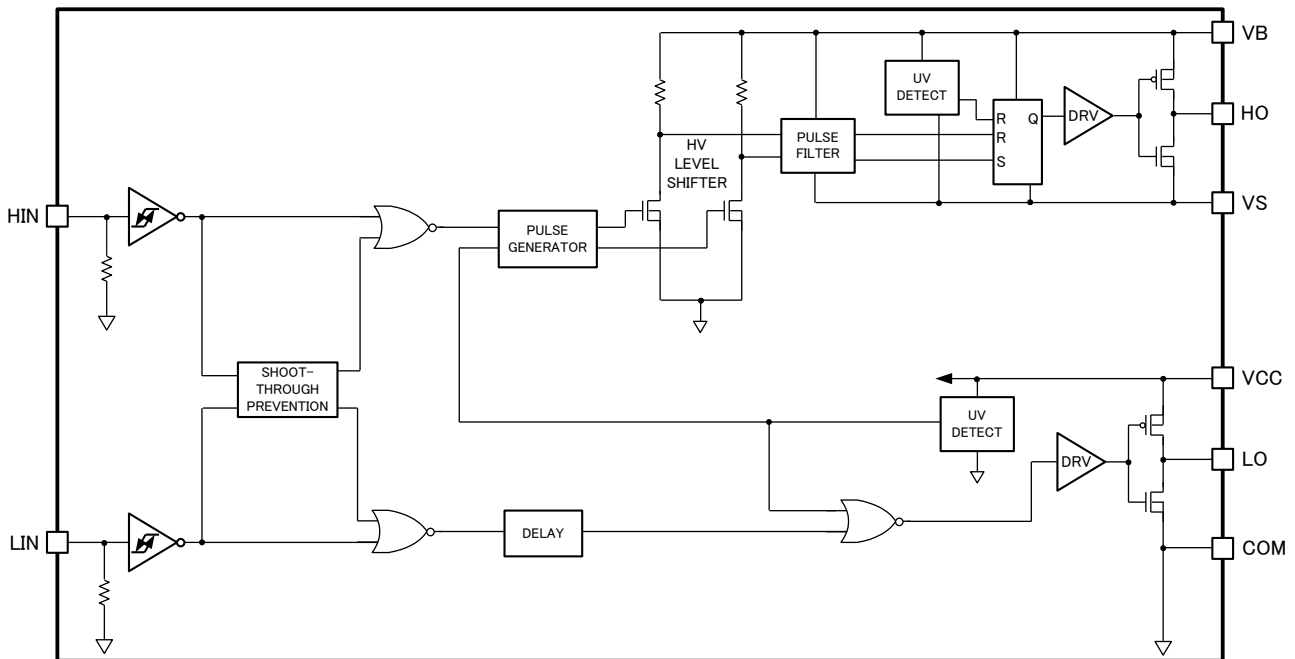 VB
UV
DETECT
R
Q
DRV
HO
R
PULSE
FILTER
S
HV
LEVEL
SHIFTER
VS
HIN
PULSE
GENERATOR
SHOOT-
THROUGH
PREVENTION
VCC
UV
DETECT
DRV
LO
LIN
DELAY
COM